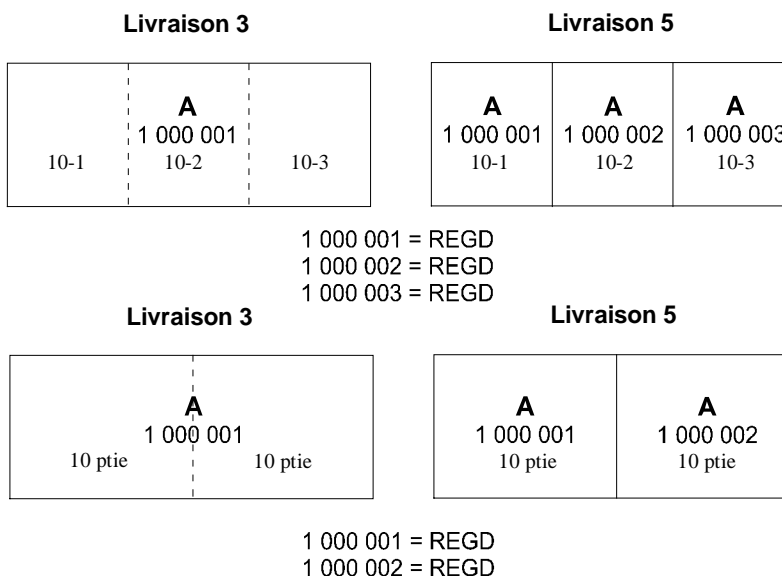 Livraison 3
Livraison 5
A
1 000 001
10-1
10-2
10-3
A
A
A
1 000 001
1 000 002
1 000 003
10-1
10-2
10-3
1 000 001 = REGD
1 000 002 = REGD
1 000 003 = REGD
Livraison 3
Livraison 5
A
1 000 001
10 ptie
10 ptie
A
A
1 000 001
1 000 002
10 ptie
10 ptie
1 000 001 = REGD
1 000 002 = REGD